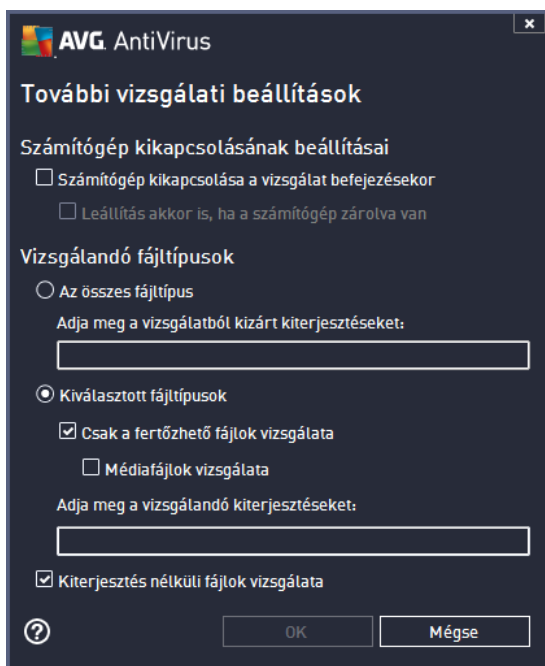 AVG. AntiVirus
További vizsgálati beállítások
Számítógép kikapcsolásának beállításai
Számítógép kikapcsolása a vizsgálat befejezésekor
Leállítás akkor is, ha a számítógép zárolva van
Vizsgálandó fájltípusok
Az összes fájltípus
Adja meg a vizsgálatból kizárt kiterjesztéseket:
Kiválasztott fájltípusok
Csak a fertőzhető fájlok vizsgálata
Médiafájlok vizsgálata
Adja meg a vizsgálandó kiterjesztéseket:
Kiterjesztés nélküli fájlok vizsgálata
OK
Mégse